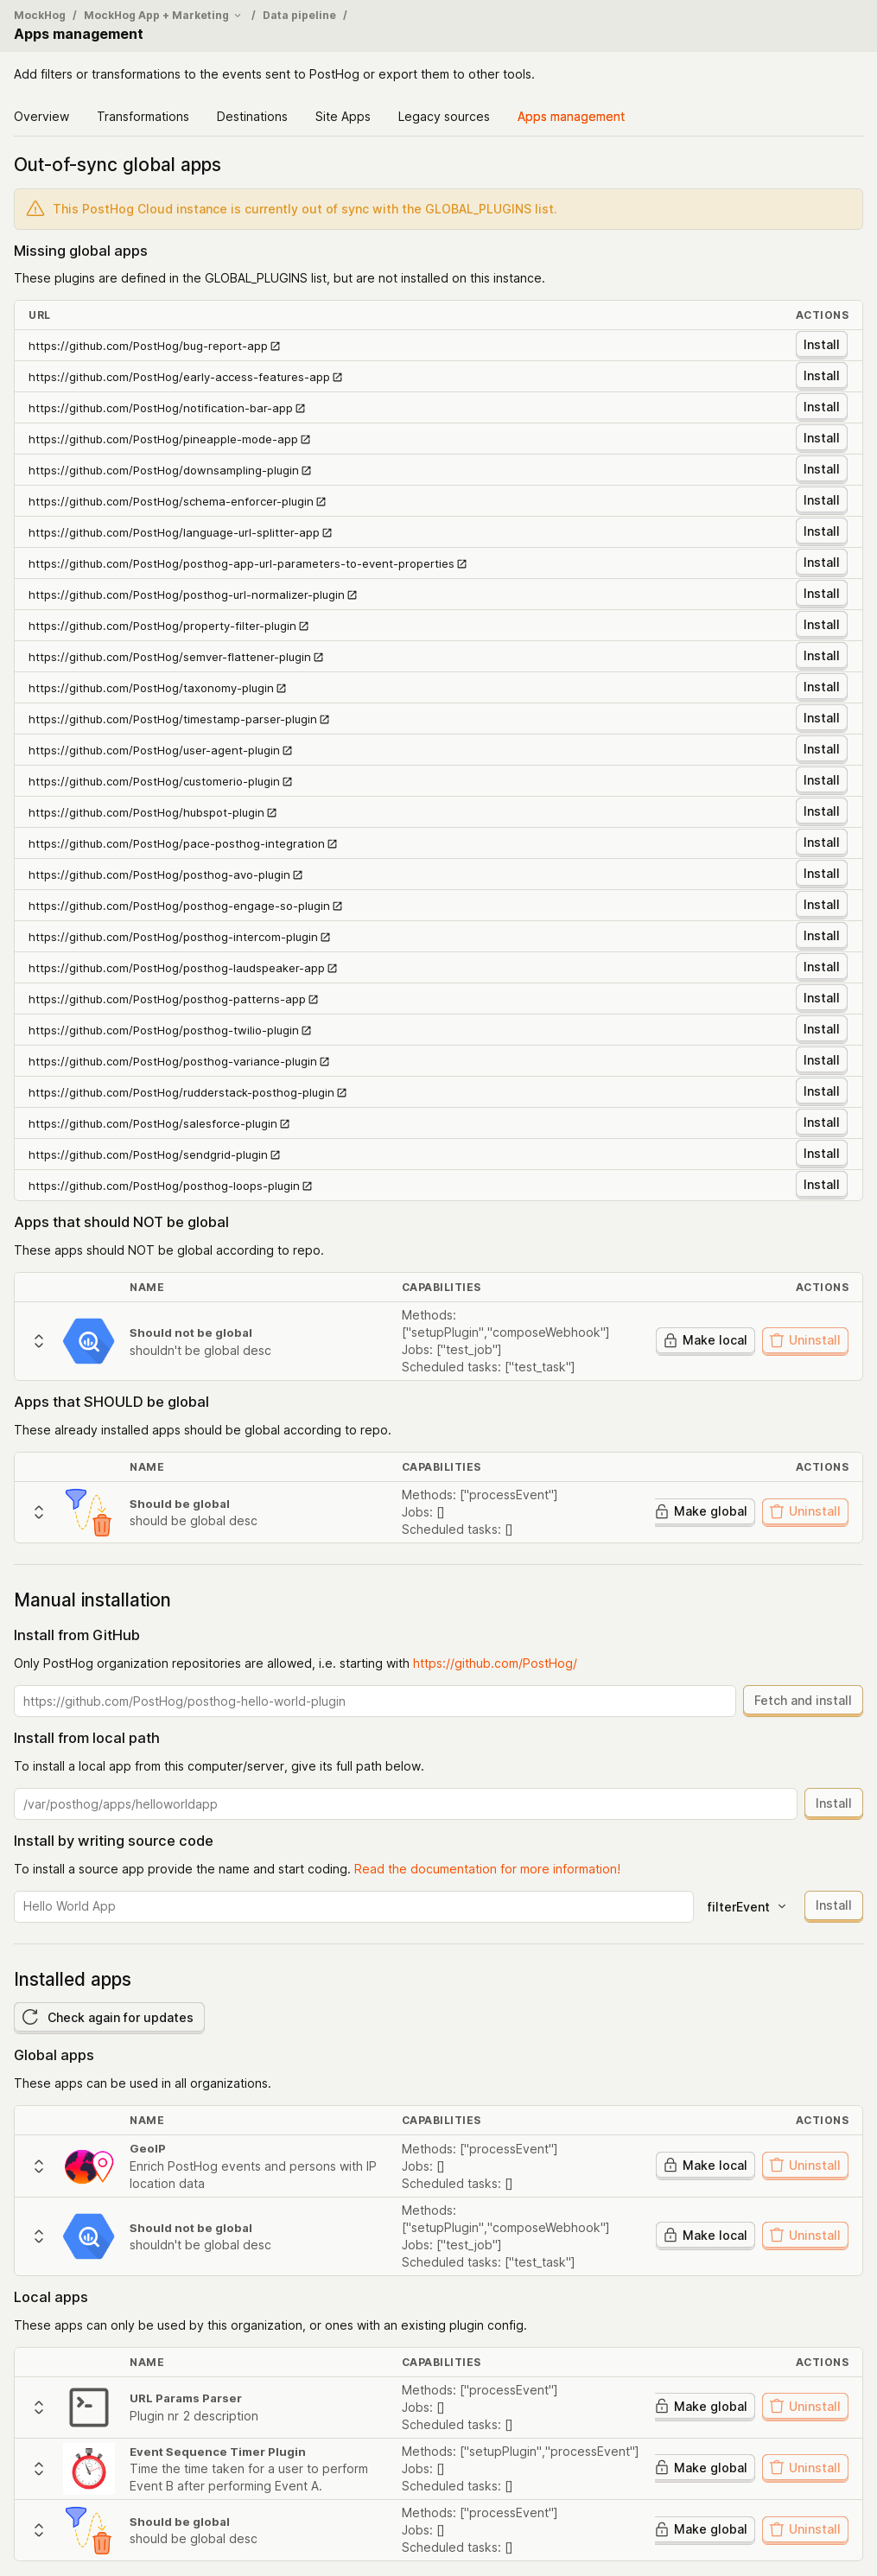 MockHog / MockHog App + Marketing / Data pipeline /
Apps management
Add filters or transformations to the events sent to PostHog or export them to other tools.
Overview Transformations Destinations Site Apps Legacy sources Apps management
Out-of-sync global apps
This PostHog Cloud instance is currently out of sync with the GLOBAL_PLUGINS list.
Missing global apps
These plugins are defined in the GLOBAL_PLUGINS list, but are not installed on this instance.
URL ACTIONS
https://github.com/PostHog/bug-report-app Install
https://github.com/PostHog/early-access-features-app Install
https://github.com/PostHog/notification-bar-app Install
https://github.com/PostHog/pineapple-mode-app Install
https://github.com/PostHog/downsampling-plugin Install
https://github.com/PostHog/schema-enforcer-plugin Install
https://github.com/PostHog/language-url-splitter-app Install
https://github.com/PostHog/posthog-app-url-parameters-to-event-properties Install
https://github.com/PostHog/posthog-url-normalizer-plugin Install
https://github.com/PostHog/property-filter-plugin Install
https://github.com/PostHog/semver-flattener-plugin Install
https://github.com/PostHog/taxonomy-plugin Install
https://github.com/PostHog/timestamp-parser-plugin Install
https://github.com/PostHog/user-agent-plugin Install
https://github.com/PostHog/customerio-plugin Install
https://github.com/PostHog/hubspot-plugin Install
https://github.com/PostHog/pace-posthog-integration Install
https://github.com/PostHog/posthog-avo-plugin Install
https://github.com/PostHog/posthog-engage-so-plugin Install
https://github.com/PostHog/posthog-intercom-plugin Install
https://github.com/PostHog/posthog-laudspeaker-app Install
https://github.com/PostHog/posthog-patterns-app Install
https://github.com/PostHog/posthog-twilio-plugin Install
https://github.com/PostHog/posthog-variance-plugin Install
https://github.com/PostHog/rudderstack-posthog-plugin Install
https://github.com/PostHog/salesforce-plugin Install
https://github.com/PostHog/sendgrid-plugin Install
https://github.com/PostHog/posthog-loops-plugin Install
Apps that should NOT be global
These apps should NOT be global according to repo.
NAME CAPABILITIES ACTIONS
Should not be global
shouldn't be global desc
Methods:
["setupPlugin","composeWebhook"]
Jobs: ["test_job"]
Scheduled tasks: ["test_task"]
Make local Uninstall
Apps that SHOULD be global
These already installed apps should be global according to repo.
NAME CAPABILITIES ACTIONS
Should be global
should be global desc
Methods: ["processEvent"]
Jobs: []
Scheduled tasks: []
Make global Uninstall
Manual installation
Install from GitHub
Only PostHog organization repositories are allowed, i.e. starting with https://github.com/PostHog/
https://github.com/PostHog/posthog-hello-world-plugin Fetch and install
Install from local path
To install a local app from this computer/server, give its full path below.
/var/posthog/apps/helloworldapp Install
Install by writing source code
To install a source app provide the name and start coding. Read the documentation for more information!
Hello World App filterEvent Install
Installed apps
Check again for updates
Global apps
These apps can be used in all organizations.
NAME CAPABILITIES ACTIONS
GeoIP
Enrich PostHog events and persons with IP
location data
Methods: ["processEvent"]
Jobs: []
Scheduled tasks: []
Make local Uninstall
Should not be global
shouldn't be global desc
Methods:
["setupPlugin","composeWebhook"]
Jobs: ["test_job"]
Scheduled tasks: ["test_task"]
Make local Uninstall
Local apps
These apps can only be used by this organization, or ones with an existing plugin config.
NAME CAPABILITIES ACTIONS
URL Params Parser
Plugin nr 2 description
Methods: ["processEvent"]
Jobs: []
Scheduled tasks: []
Make global Uninstall
Event Sequence Timer Plugin
Time the time taken for a user to perform
Event B after performing Event A.
Methods: ["setupPlugin","processEvent"]
Jobs: []
Scheduled tasks: []
Make global Uninstall
Should be global
should be global desc
Methods: ["processEvent"]
Jobs: []
Scheduled tasks: []
Make global Uninstall